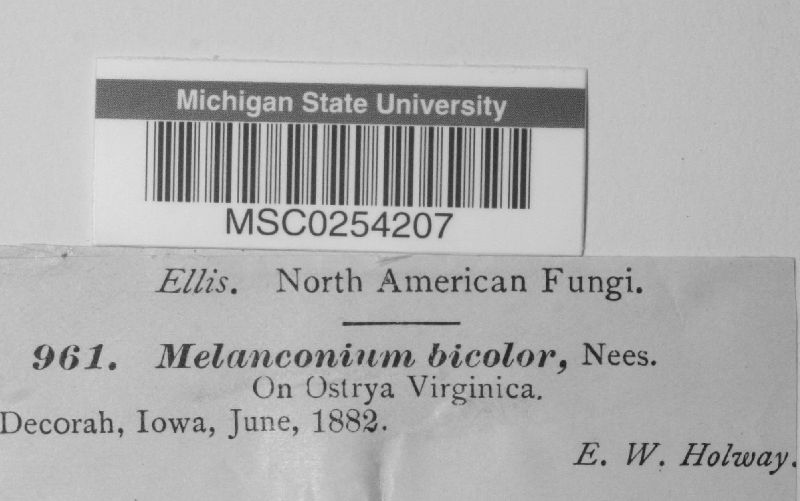 Michigan State University
MSC0254207
Ellis. North American Fungi.
961. Melanconium bicolor, Nees.
On Ostrya Virginica.
Decorah, Iowa, June, 1882.
E. W. Holway.